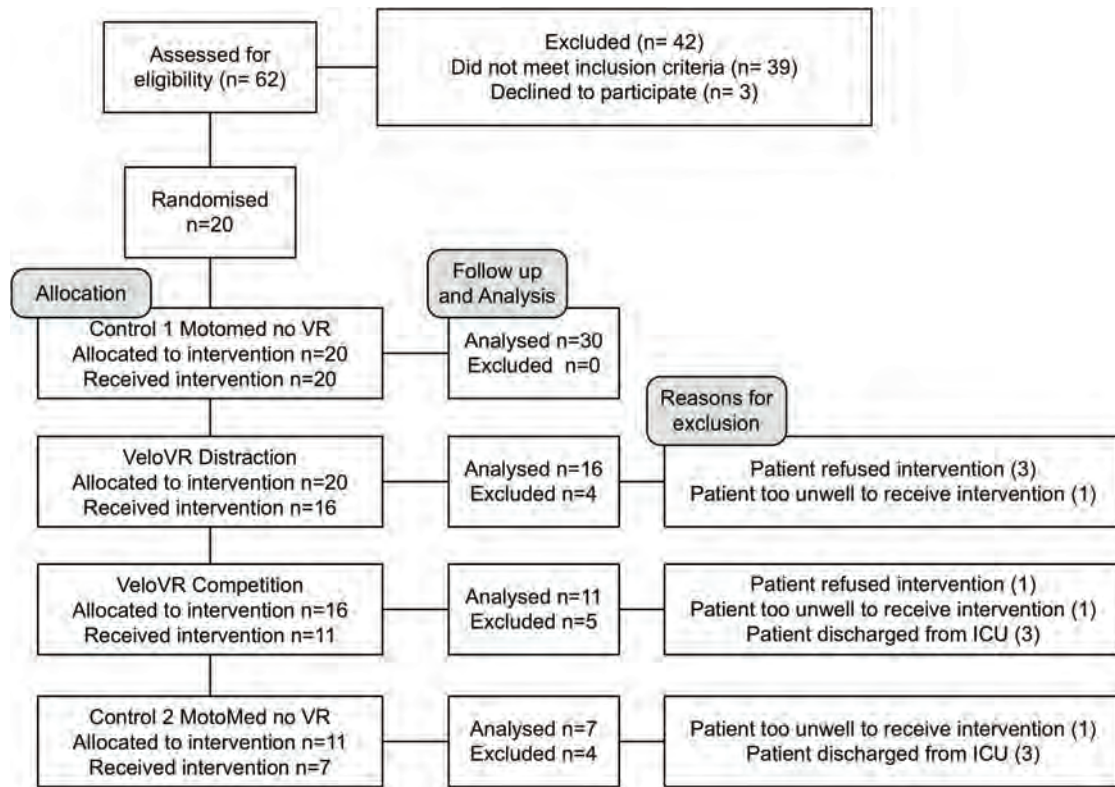 Assessed for
eligibility (n= 62)
Excluded (n= 42)
Did not meet inclusion criteria (n= 39)
Declined to participate (n= 3)
Randomised
n=20
Allocation
Follow up
and Analysis
Control 1 Motomed no VR
Allocated to intervention n=20
Received intervention n=20
Analysed n=30
Excluded n=0
Reasons for
exclusion
VeloVR Distraction
Allocated to intervention n=20
Received intervention n=16
Analysed n=16
Excluded n=4
Patient refused intervention (3)
Patient too unwell to receive intervention (1)
VeloVR Competition
Allocated to intervention n=16
Received intervention n=11
Analysed n=11
Excluded n=5
Patient refused intervention (1)
Patient too unwell to receive intervention (1)
Patient discharged from ICU (3)
Control 2 MotoMed no VR
Allocated to intervention n=11
Received intervention n=7
Analysed n=7
Excluded n=4
Patient too unwell to receive intervention (1)
Patient discharged from ICU (3)